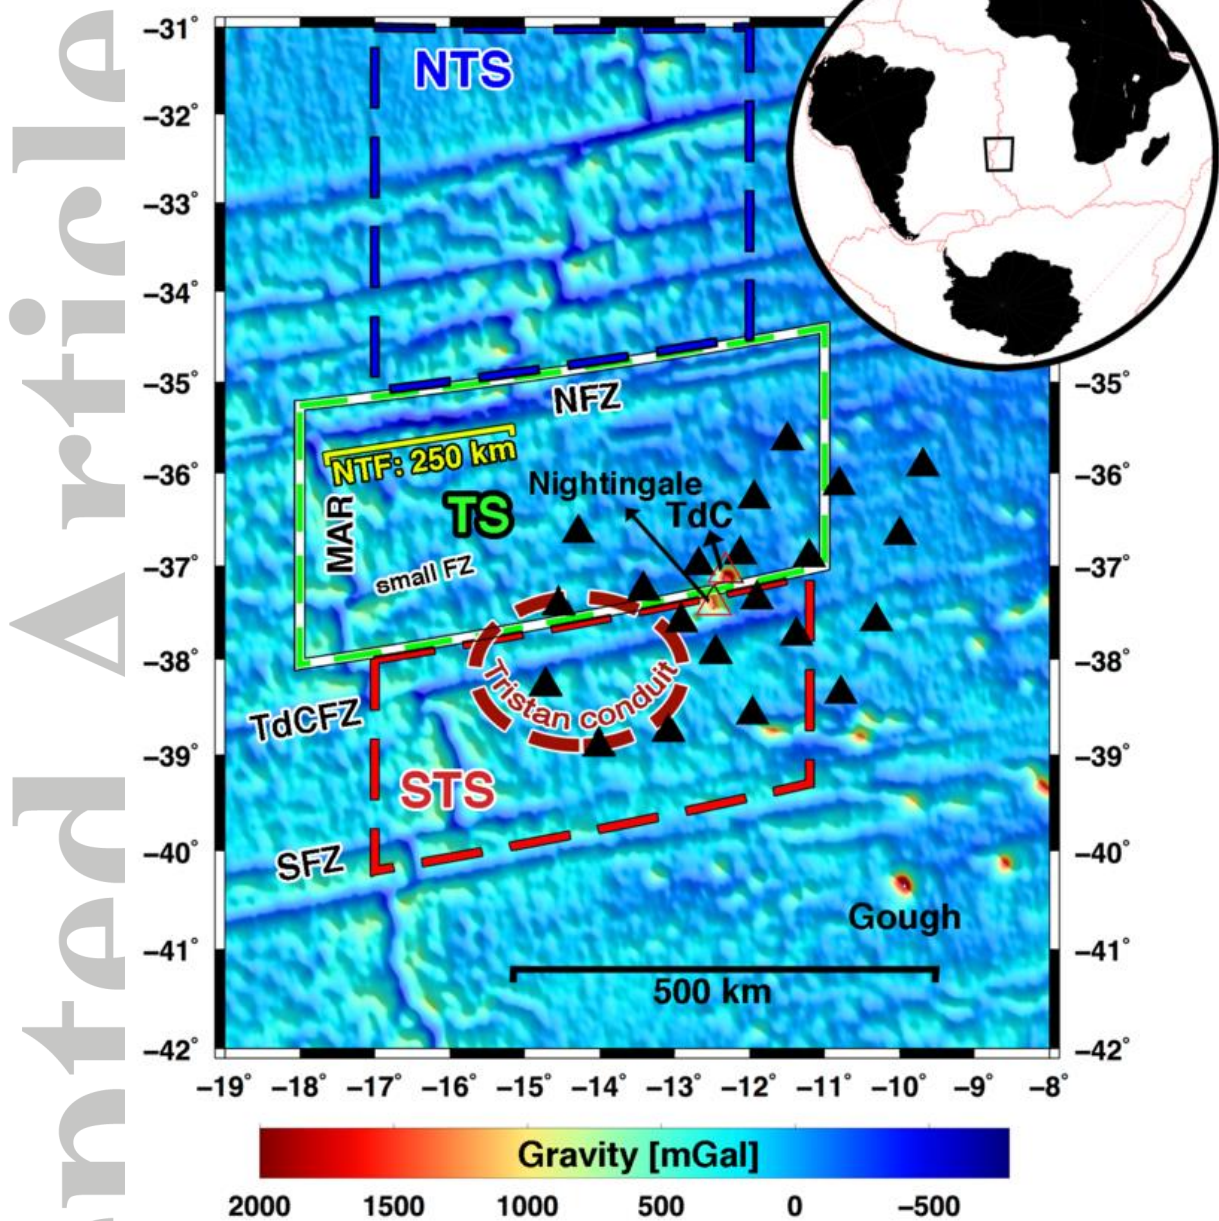 Accepted Article
−31°
−32°
−33°
−34°
−35°
−36°
−37°
−38°
−39°
−40°
−41°
−42°
NTS
NFZ
NTF: 250 km
Nightingale
TdC
TS
MAR
small FZ
Tristan conduit
TdCFZ
STS
SFZ
Gough
500 km
−35°
−36°
−37°
−38°
−39°
−40°
−41°
−42°
−19° −18° −17° −16° −15° −14° −13° −12° −11° −10° −9° −8°
Gravity [mGal]
2000 1500 1000 500 0 −500